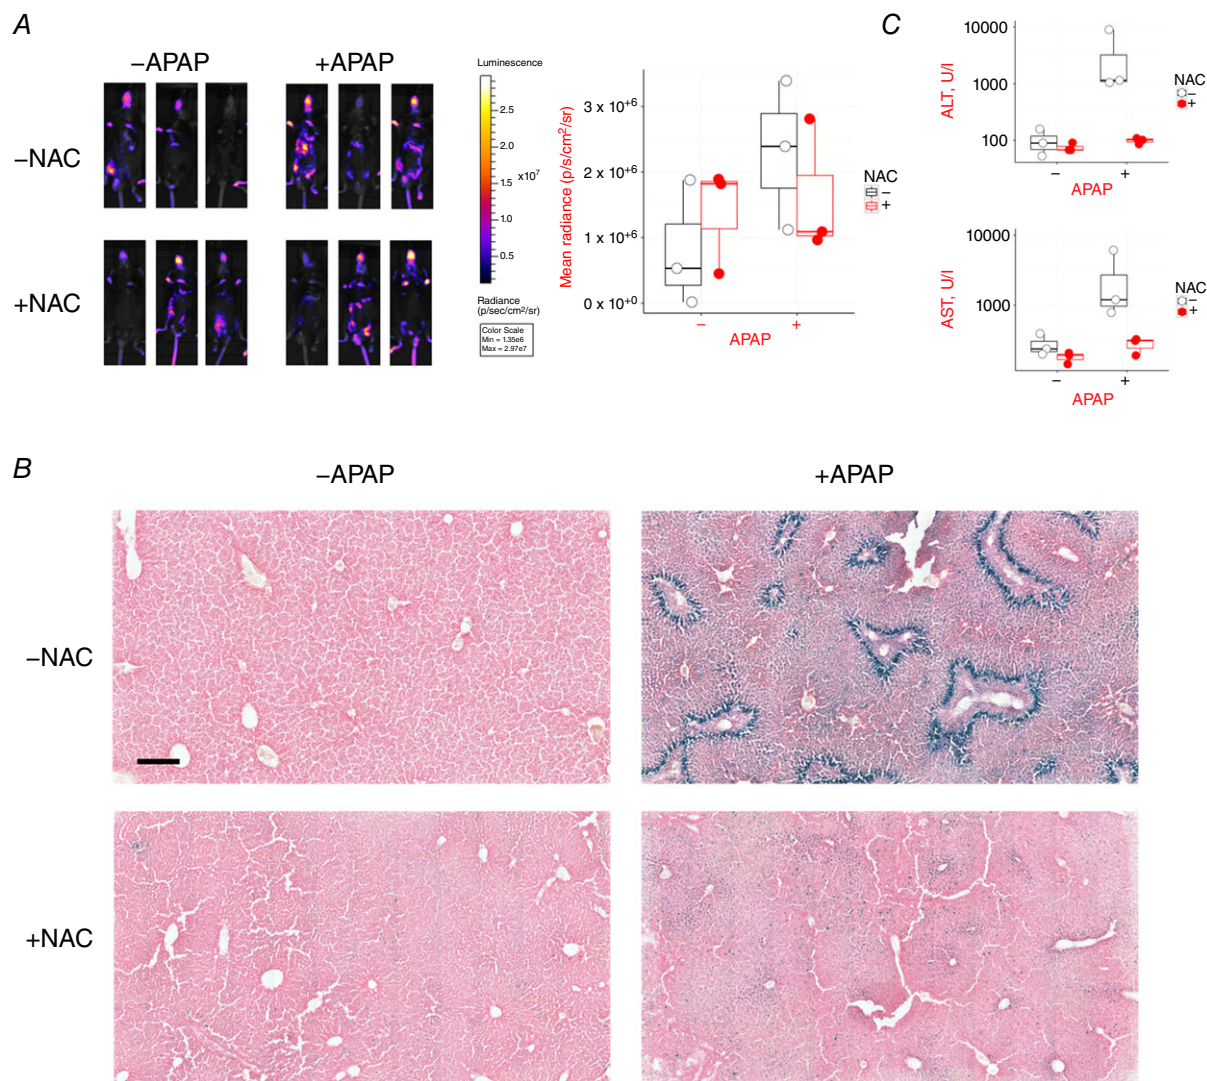 A
−APAP
+APAP
−NAC
+NAC
Luminescence
2.5
2.0
1.5
x10⁷
1.0
0.5
Radiance
(p/sec/cm²/sr)
Color Scale
Min = 1.35e6
Max = 2.97e7
Mean radiance (p/s/cm²/sr)
3 x 10⁺⁶
2 x 10⁺⁶
1 x 10⁺⁶
0 x 10⁺⁰
−
+
APAP
NAC
−
+
C
ALT, U/l
10000
1000
100
−
+
APAP
NAC
−
+
AST, U/l
10000
1000
−
+
APAP
NAC
−
+
B
−APAP
+APAP
−NAC
+NAC